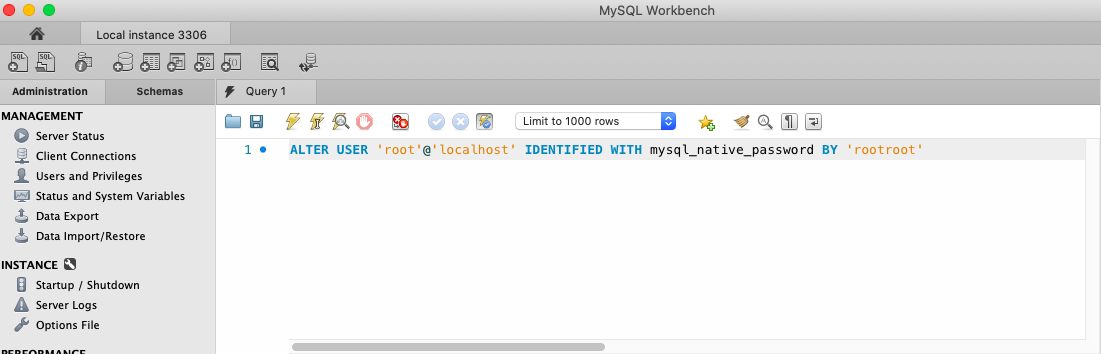 MySQL Workbench
Local instance 3306
Administration
Schemas
Query 1
MANAGEMENT
Server Status
Client Connections
Users and Privileges
Status and System Variables
Data Export
Data Import/Restore
INSTANCE
Startup / Shutdown
Server Logs
Options File
PERFORMANCE
Limit to 1000 rows
1 ALTER USER 'root'@'localhost' IDENTIFIED WITH mysql_native_password BY 'rootroot'